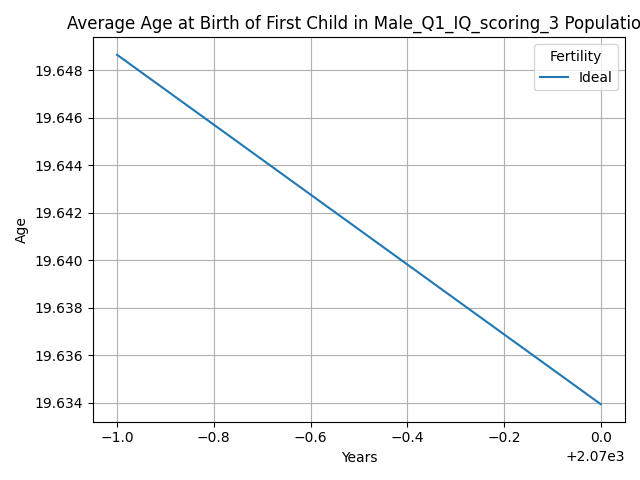 Average Age at Birth of First Child in Male_Q1_IQ_scoring_3 Populatio
Fertility
Ideal
Age
19.648
19.646
19.644
19.642
19.640
19.638
19.636
19.634
−1.0 −0.8 −0.6 −0.4 −0.2 0.0
Years
+2.07e3